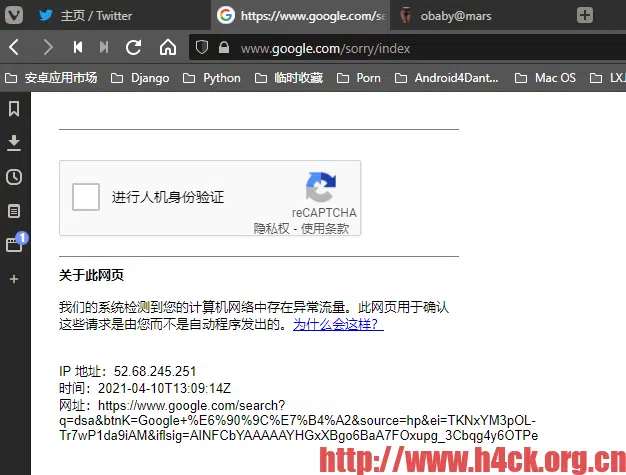 主页 / Twitter
https://www.google.com/se
obaby@mars
www.google.com/sorry/index
安卓应用市场
Django
Python
临时收藏
Porn
Android4Dant...
Mac OS
LXJ
1
进行人机身份验证
reCAPTCHA
隐私权 - 使用条款
关于此网页
我们的系统检测到您的计算机网络中存在异常流量。此网页用于确认
这些请求是由您而不是自动程序发出的。为什么会这样？
IP 地址：52.68.245.251
时间：2021-04-10T13:09:14Z
网址：https://www.google.com/search?
q=dsa&btnK=Google+%E6%90%9C%E7%B4%A2&source=hp&ei=TKNxYM3pOL-
Tr7wP1da9iAM&iflsig=AINFCbYAAAAAYHGxXBgo6BaA7FOxupg_3Cbqg4y6OTPe
http://www.h4ck.org.cn